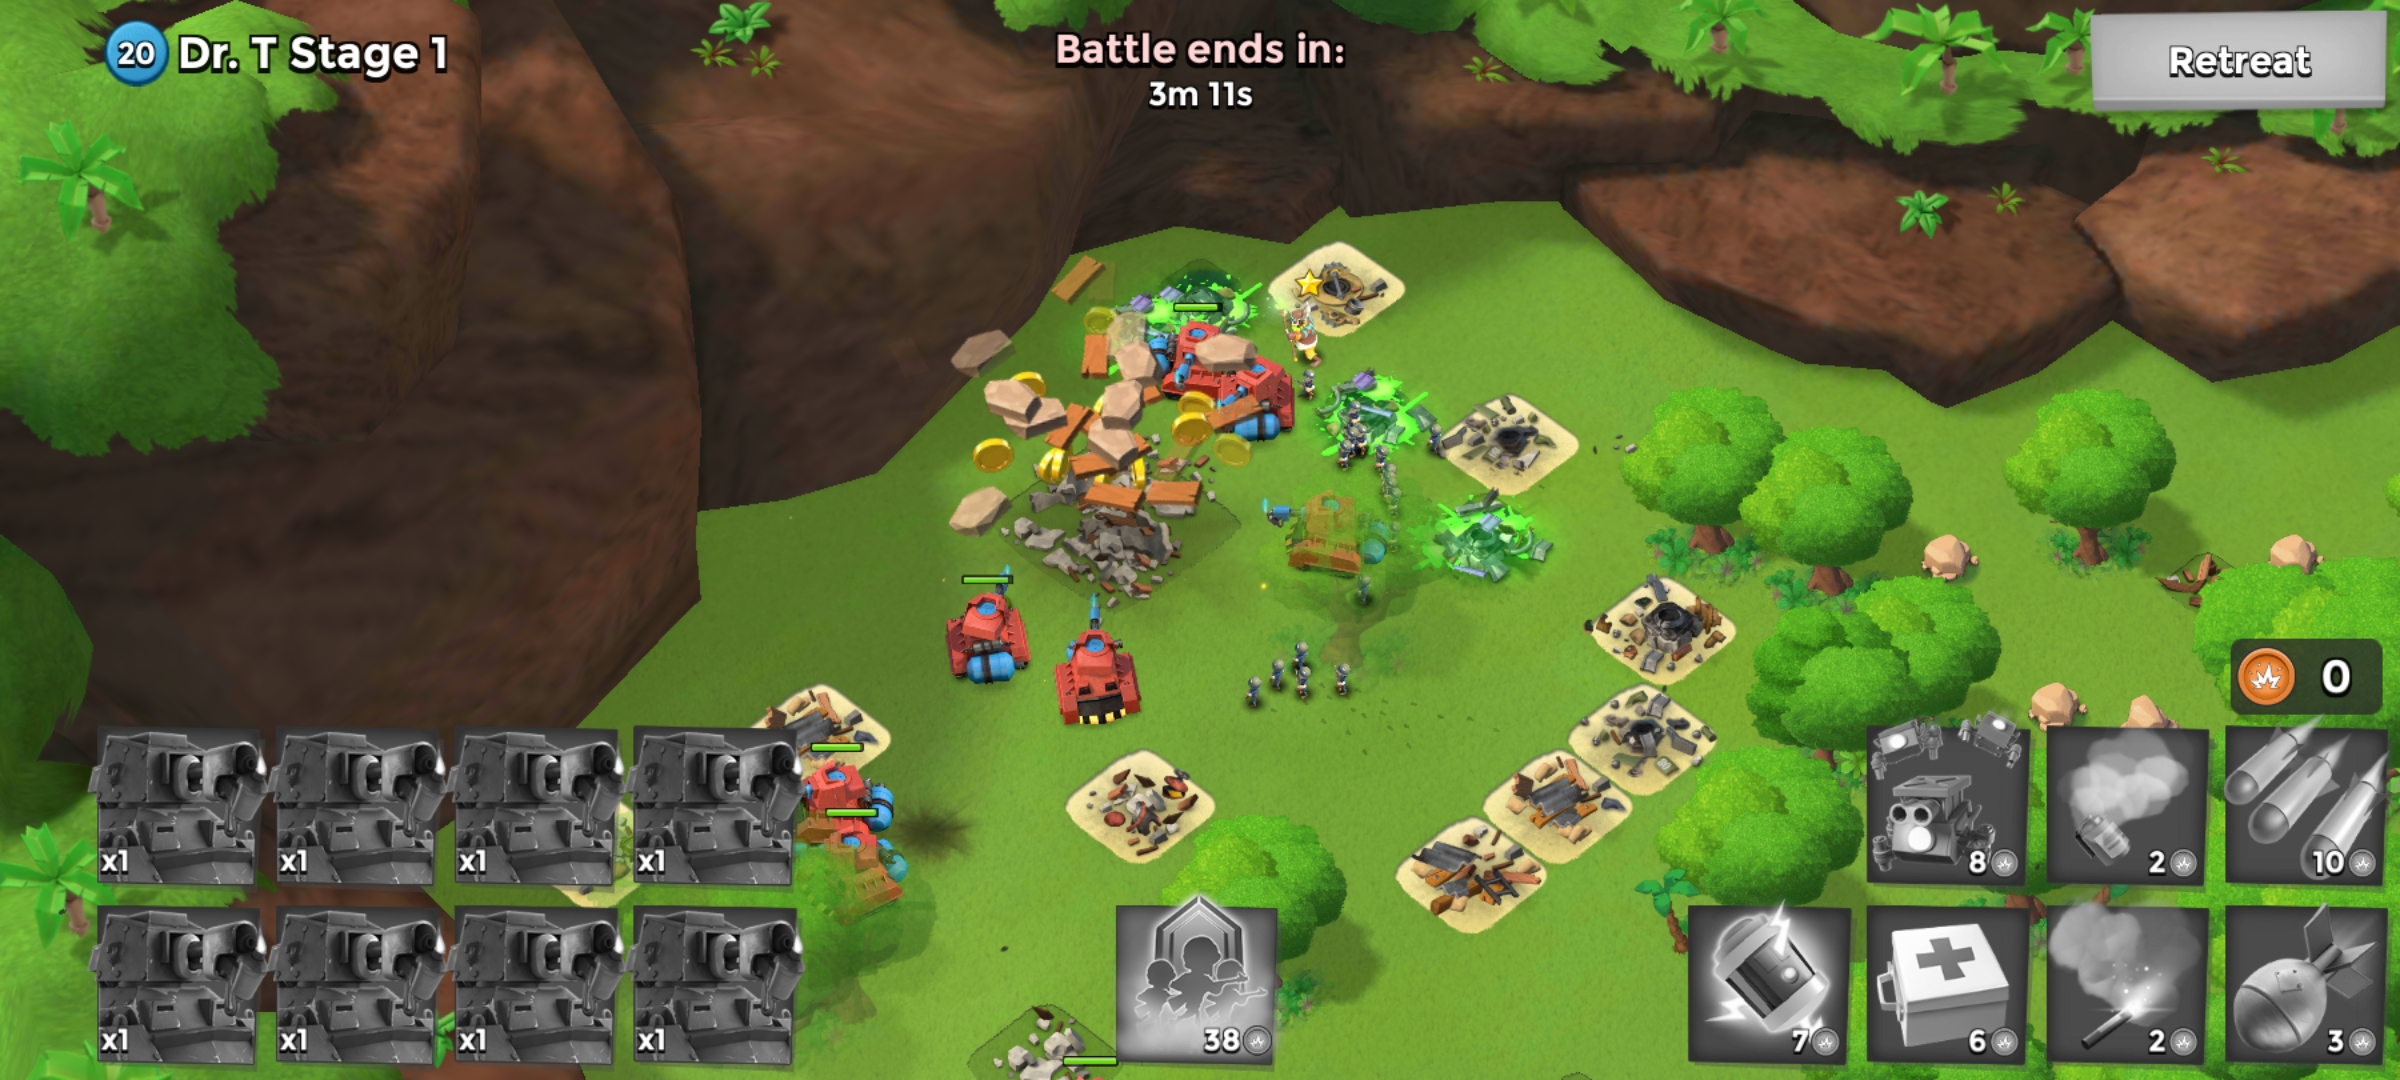 20 Dr. T Stage 1
Battle ends in:
3m 11s
Retreat
0
x1 x1 x1 x1
8 2 10
x1 x1 x1 x1
38
7 6 2 3